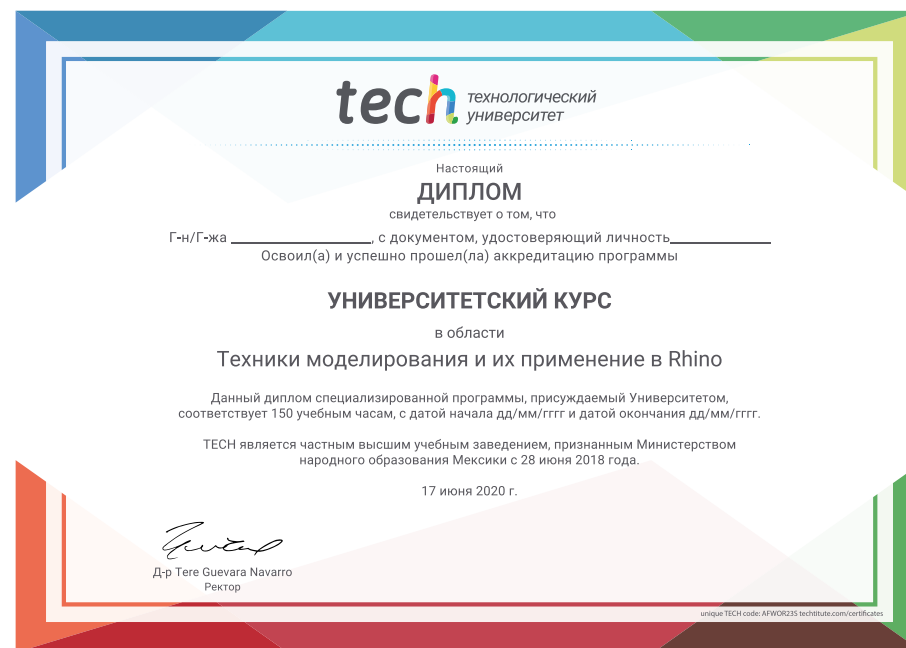 tech технологический
университет
Настоящий
ДИПЛОМ
свидетельствует о том, что
Г-н/Г-жа ____________________, с документом, удостоверяющий личность______________
Освоил(а) и успешно прошел(ла) аккредитацию программы
УНИВЕРСИТЕТСКИЙ КУРС
в области
Техники моделирования и их применение в Rhino
Данный диплом специализированной программы, присуждаемый Университетом,
соответствует 150 учебным часам, с датой начала дд/мм/гггг и датой окончания дд/мм/гггг.
TECH является частным высшим учебным заведением, признанным Министерством
народного образования Мексики с 28 июня 2018 года.
17 июня 2020 г.
Д-р Tere Guevara Navarro
Ректор
unique TECH code: AFWOR23S techtitute.com/certificates